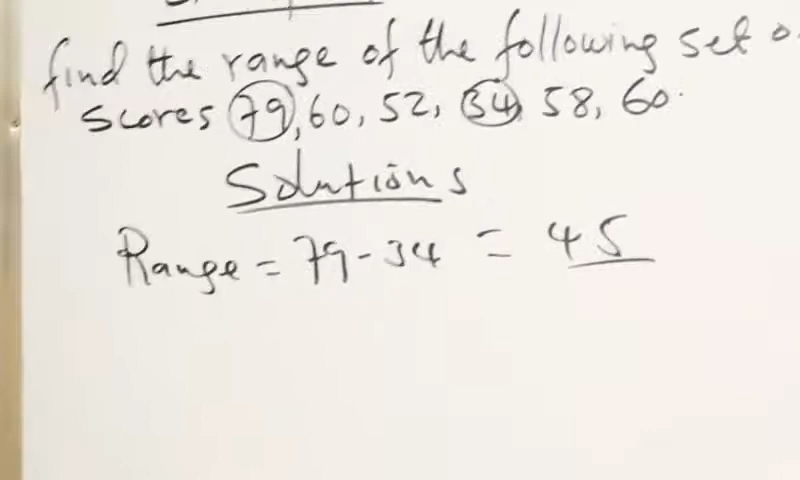 find the range of the following set
scores 79, 60, 52, 34, 58, 60.
Solutions
Range = 79 - 34 = 45